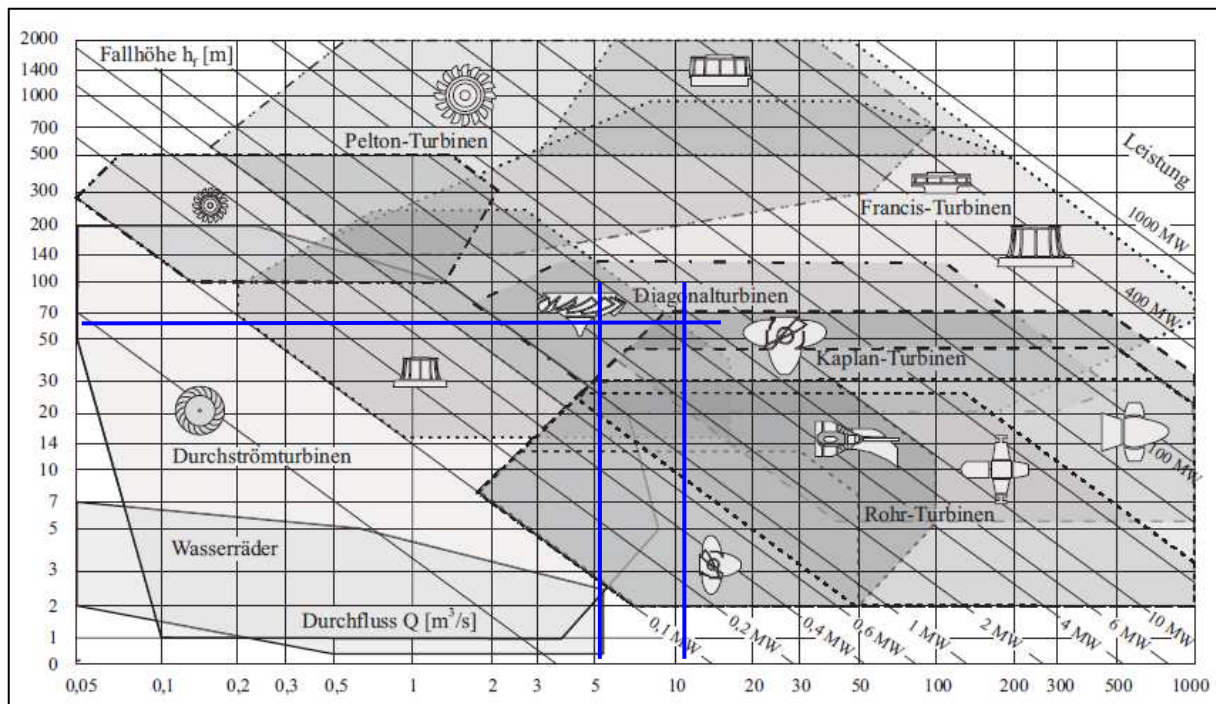 2000
Fallhöhe hr [m]
1400
1000
700
Pelton-Turbinen
500
Leistung
300
Francis-Turbinen
200
1000 MW
140
100
Diagonalturbinen
400 MW
70
50
Kaplan-Turbinen
30
20
14
Durchströmturbinen
100 MW
10
7
Rohr-Turbinen
5
Wasserräder
3
2
Durchfluss Q [m³/s]
1
0,1 MW
0,2 MW
0,4 MW
0,6 MW
1 MW
2 MW
4 MW
6 MW
10 MW
0
0,05 0,1 0,2 0,3 0,5 1 2 3 5 10 20 30 50 100 200 300 500 1000